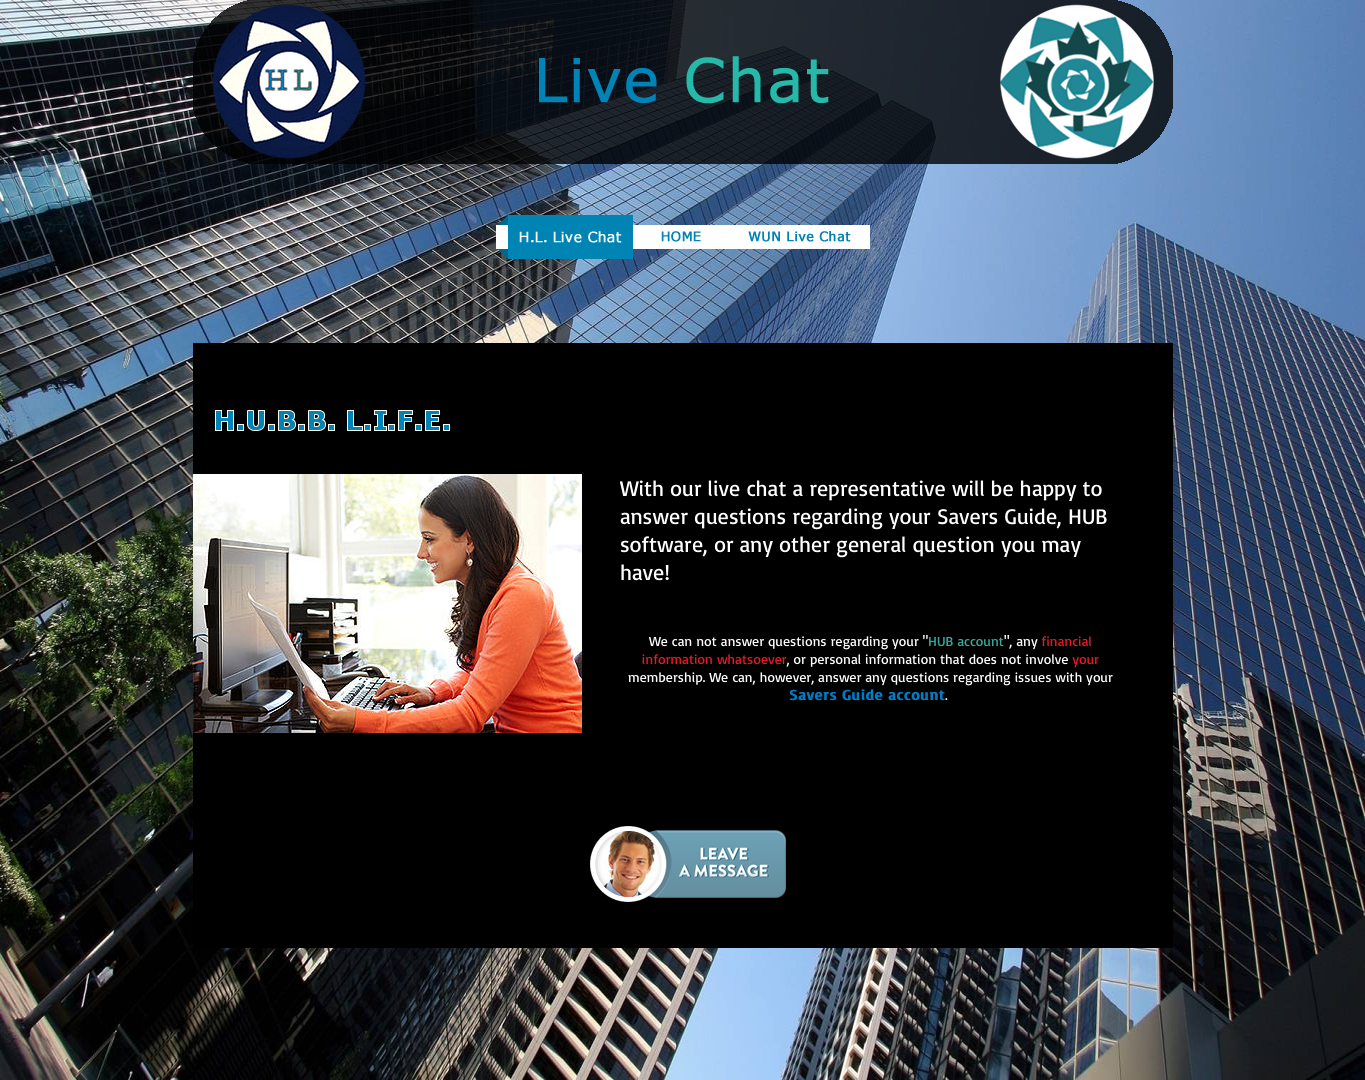 H L
Live Chat
H.L. Live Chat
HOME
WUN Live Chat
H.U.B.B. L.I.F.E.
With our live chat a representative will be happy to
answer questions regarding your Savers Guide, HUB
software, or any other general question you may
have!
We can not answer questions regarding your "HUB account", any financial
information whatsoever, or personal information that does not involve your
membership. We can, however, answer any questions regarding issues with your
Savers Guide account.
LEAVE
A MESSAGE